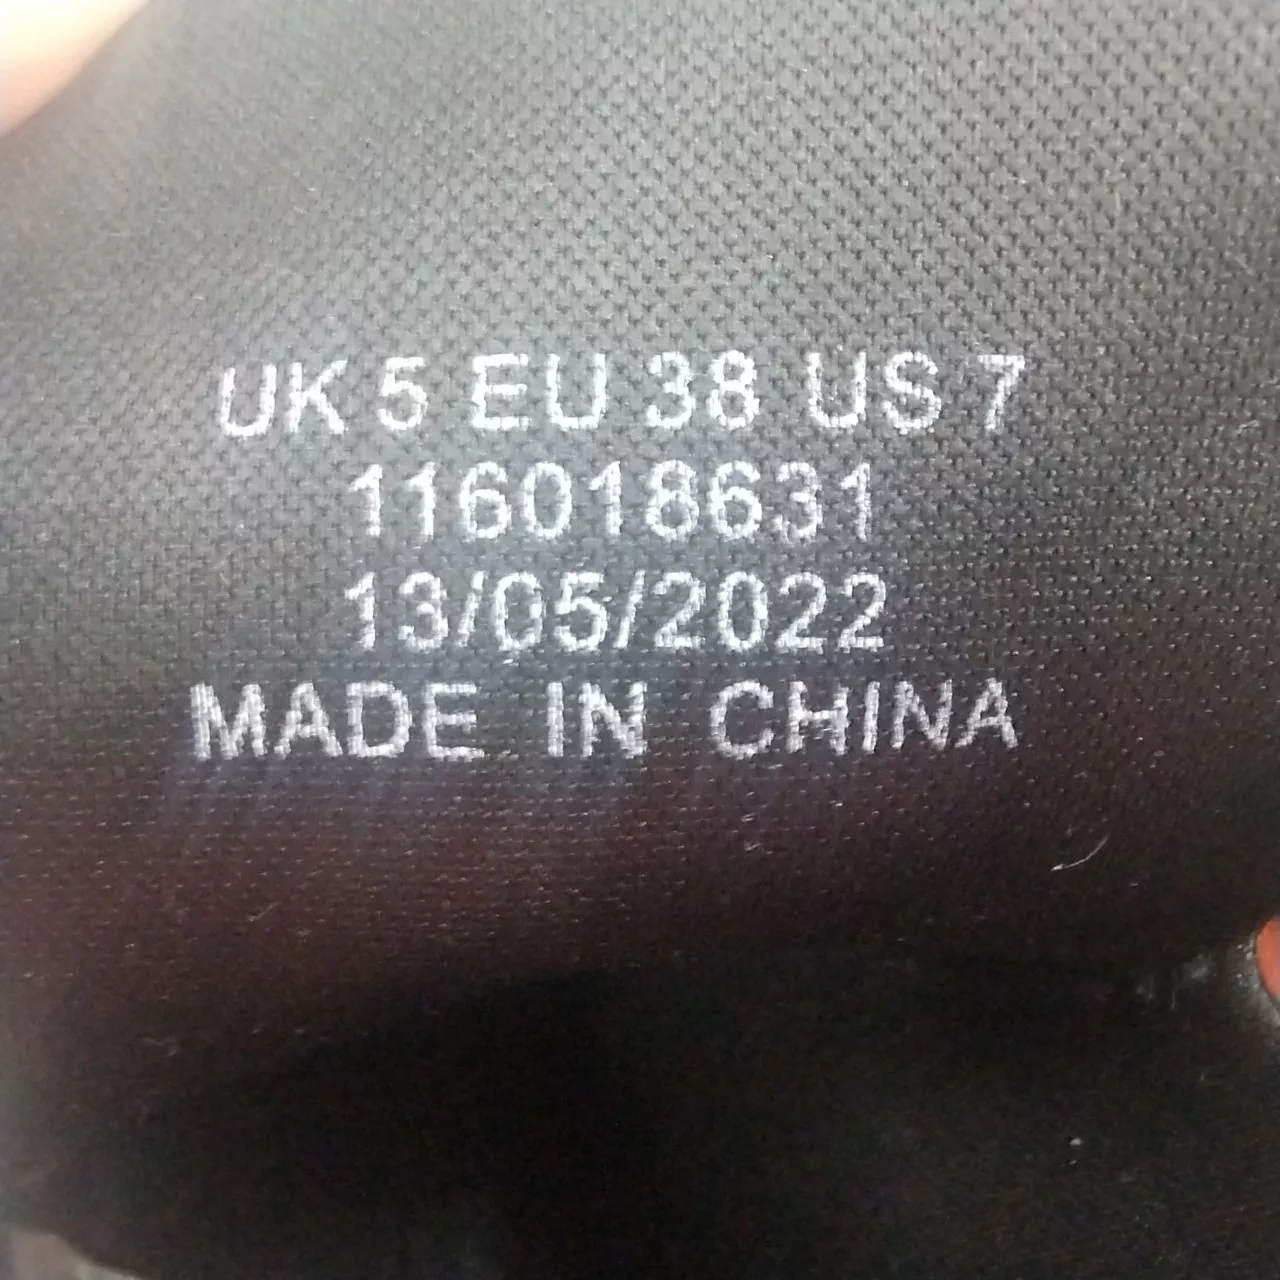 UK 5 EU 38 US 7
116018631
13/05/2022
MADE IN CHINA